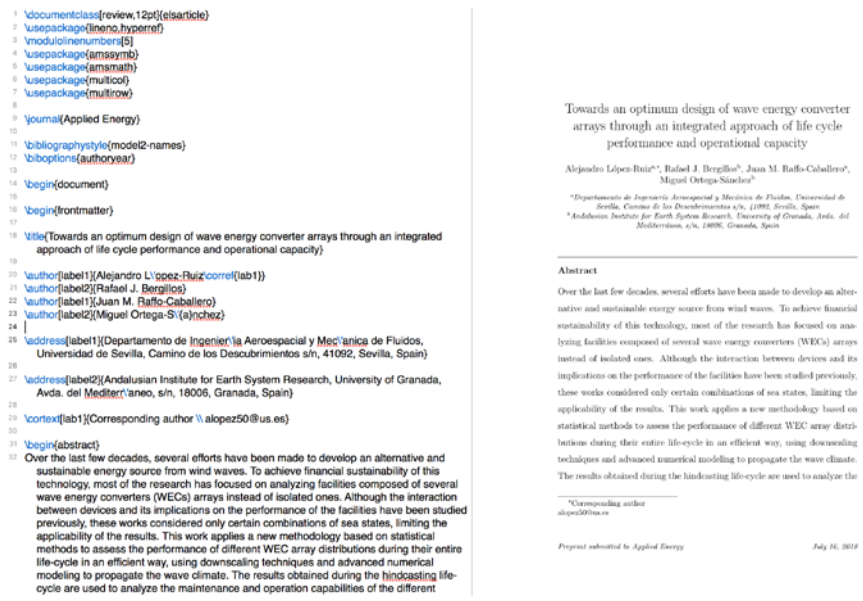 1 \documentclass[review,12pt]{elsarticle}
2 \usepackage{lineno,hyperref}
3 \modulolinenumbers[5]
4 \usepackage{amssymb}
5 \usepackage{amsmath}
6 \usepackage{multicol}
7 \usepackage{multirow}
8
9 \journal{Applied Energy}
10
11 \bibliographystyle{model2-names}
12 \biboptions{authoryear}
13
14 \begin{document}
15
16 \begin{frontmatter}
17
18 \title{Towards an optimum design of wave energy converter arrays through an integrated
approach of life cycle performance and operational capacity}
19
20 \author[label1]{Alejandro L\'opez-Ruiz\corref{lab1}}
21 \author[label2]{Rafael J. Bergillos}
22 \author[label1]{Juan M. Raffo-Caballero}
23 \author[label2]{Miguel Ortega-S\'{a}nchez}
24
25 \address[label1]{Departamento de Ingenier\'ia Aeroespacial y Mec\'anica de Fluidos,
Universidad de Sevilla, Camino de los Descubrimientos s/n, 41092, Sevilla, Spain}
26
27 \address[label2]{Andalusian Institute for Earth System Research, University of Granada,
Avda. del Mediterr\'aneo, s/n, 18006, Granada, Spain}
28
29 \cortext[lab1]{Corresponding author \\ alopez50@us.es}
30
31 \begin{abstract}
32 Over the last few decades, several efforts have been made to develop an alternative and
sustainable energy source from wind waves. To achieve financial sustainability of this
technology, most of the research has focused on analyzing facilities composed of several
wave energy converters (WECs) arrays instead of isolated ones. Although the interaction
between devices and its implications on the performance of the facilities have been studied
previously, these works considered only certain combinations of sea states, limiting the
applicability of the results. This work applies a new methodology based on statistical
methods to assess the performance of different WEC array distributions during their entire
life-cycle in an efficient way, using downscaling techniques and advanced numerical
modeling to propagate the wave climate. The results obtained during the hindcasting life-
cycle are used to analyze the maintenance and operation capabilities of the different
Towards an optimum design of wave energy converter
arrays through an integrated approach of life cycle
performance and operational capacity
Alejandro López-Ruiz^a,*, Rafael J. Bergillos^b, Juan M. Raffo-Caballero^a,
Miguel Ortega-Sánchez^b
^a Departamento de Ingeniería Aeroespacial y Mecánica de Fluidos, Universidad de
Sevilla, Camino de los Descubrimientos s/n, 41092, Sevilla, Spain
^b Andalusian Institute for Earth System Research, University of Granada, Avda. del
Mediterráneo, s/n, 18006, Granada, Spain
Abstract
Over the last few decades, several efforts have been made to develop an alter-
native and sustainable energy source from wind waves. To achieve financial
sustainability of this technology, most of the research has focused on ana-
lyzing facilities composed of several wave energy converters (WECs) arrays
instead of isolated ones. Although the interaction between devices and its
implications on the performance of the facilities have been studied previously,
these works considered only certain combinations of sea states, limiting the
applicability of the results. This work applies a new methodology based on
statistical methods to assess the performance of different WEC array distri-
butions during their entire life-cycle in an efficient way, using downscaling
techniques and advanced numerical modeling to propagate the wave climate.
The results obtained during the hindcasting life-cycle are used to analyze the
*Corresponding author
alopez50@us.es
Preprint submitted to Applied Energy July 16, 2018